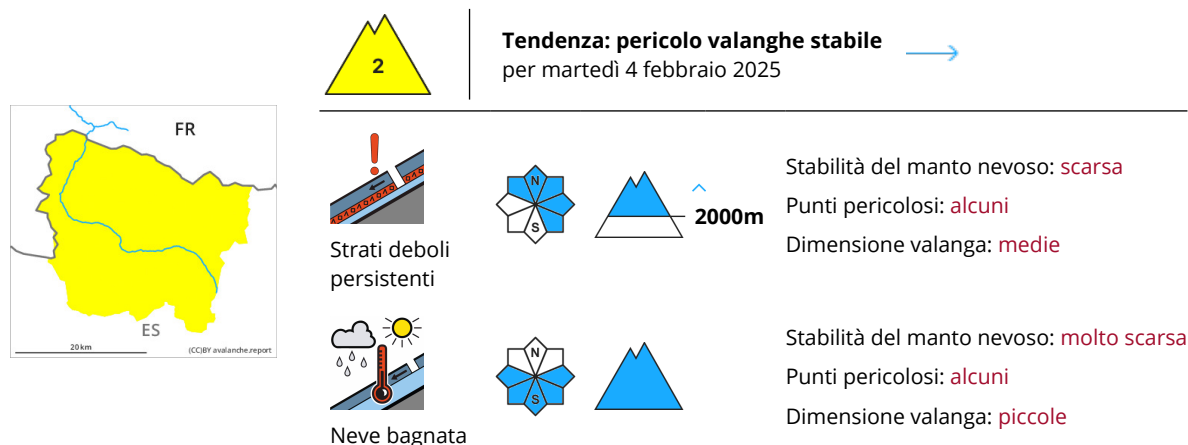 2
Tendenza: pericolo valanghe stabile
per martedì 4 febbraio 2025
FR
ES
20 km
(CC)BY avalanche.report
N
S
2000m
Strati deboli
persistenti
Stabilità del manto nevoso: scarsa
Punti pericolosi: alcuni
Dimensione valanga: medie
N
S
Neve bagnata
Stabilità del manto nevoso: molto scarsa
Punti pericolosi: alcuni
Dimensione valanga: piccole